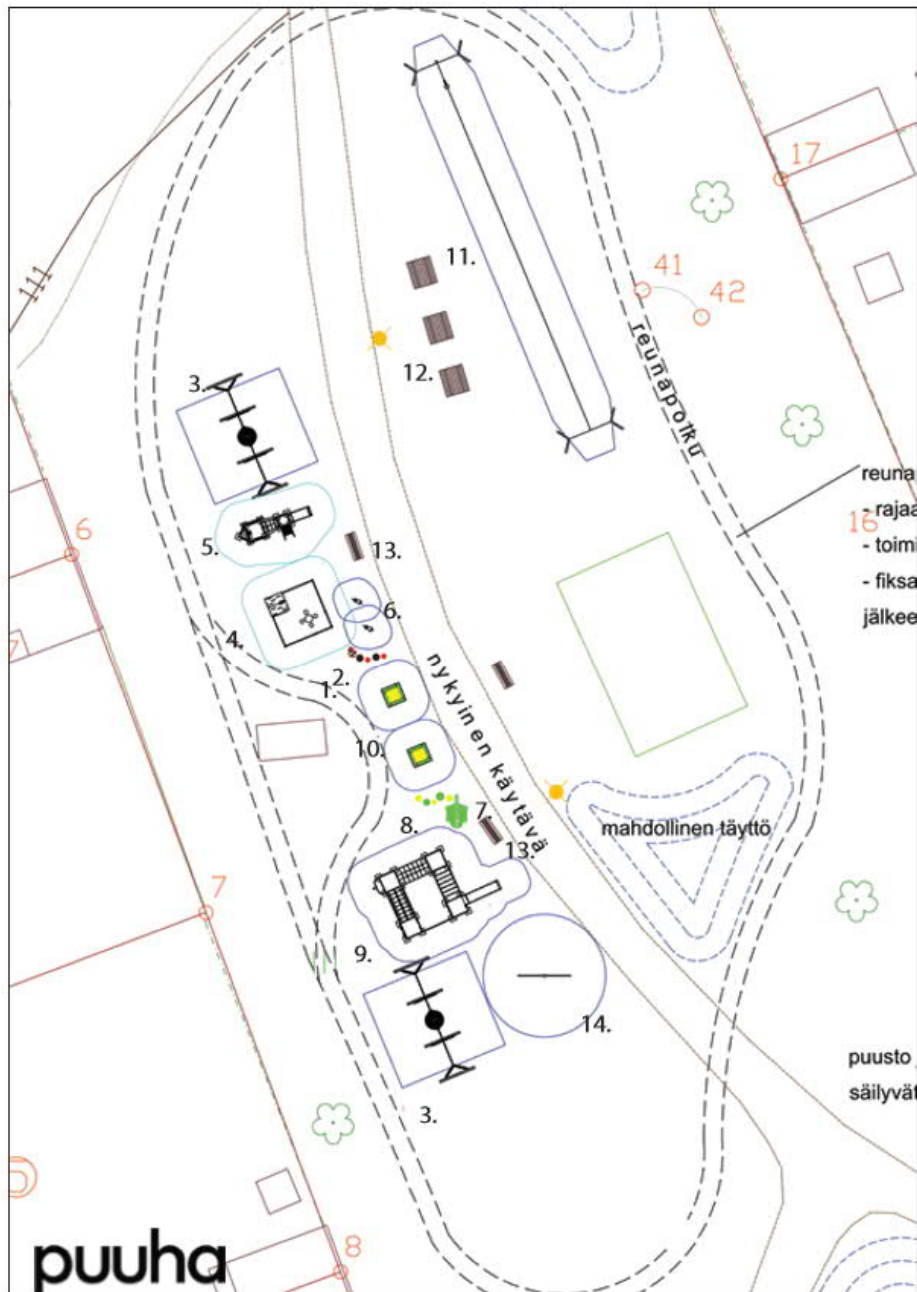 17
11.
41
42
111
12.
3.
reunapolku
reuna
- rajaa
16
- toimi
- fiksa
jälkee
6
5.
13.
6.
4.
2.
1.
nykyinen käytävä
10.
7.
8.
13.
mahdollinen täyttö
7
9.
14.
puusto
säilyvät
3.
8
puuha